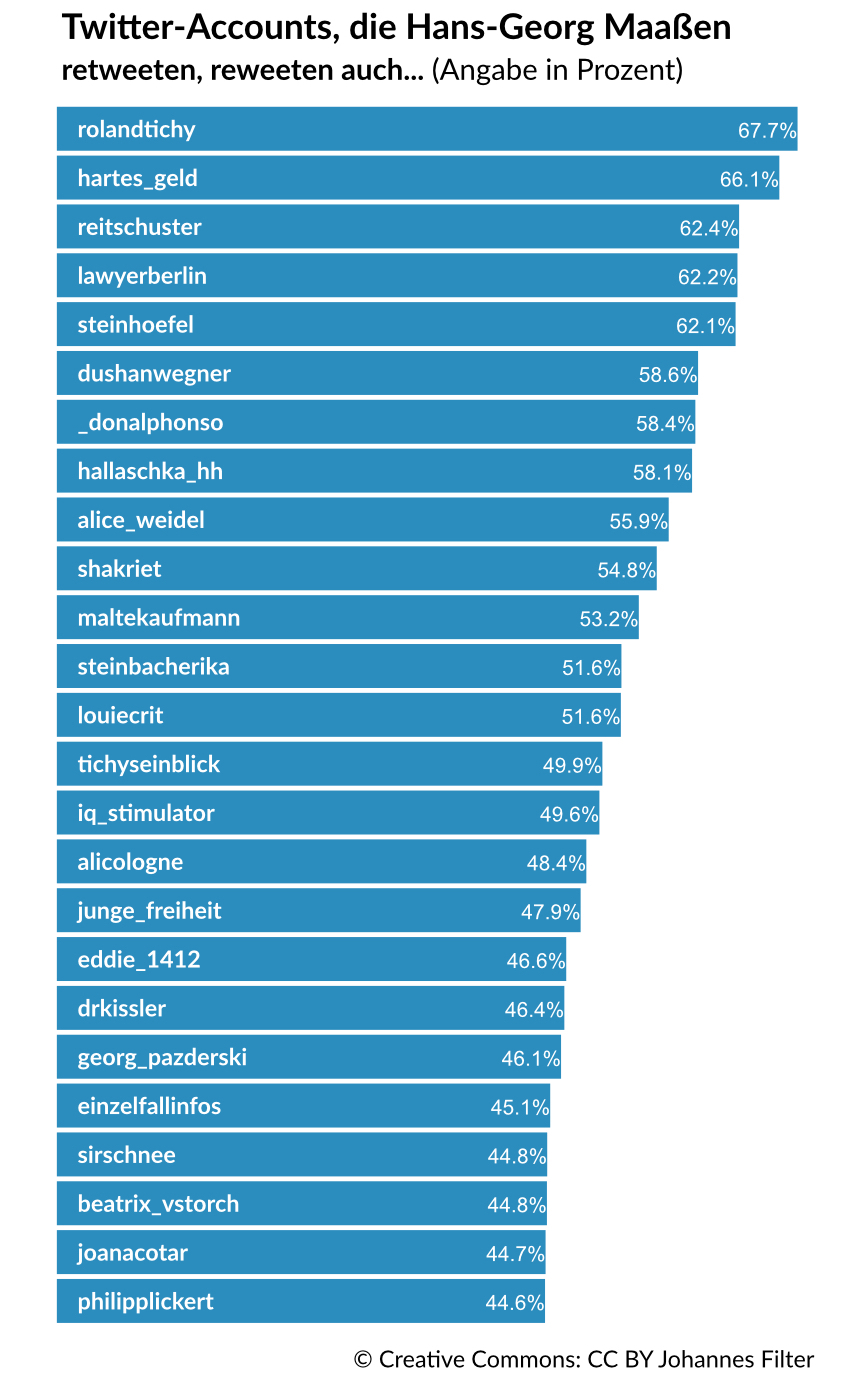 Twitter-Accounts, die Hans-Georg Maaßen
retweeten, reweeten auch... (Angabe in Prozent)
rolandtichy 67.7%
hartes_geld 66.1%
reitschuster 62.4%
lawyerberlin 62.2%
steinhoefel 62.1%
dushanwegner 58.6%
_donalphonso 58.4%
hallaschka_hh 58.1%
alice_weidel 55.9%
shakriet 54.8%
maltekaufmann 53.2%
steinbacherika 51.6%
louiecrit 51.6%
tichyseinblick 49.9%
iq_stimulator 49.6%
alicologne 48.4%
junge_freiheit 47.9%
eddie_1412 46.6%
drkissler 46.4%
georg_pazderski 46.1%
einzelfallinfos 45.1%
sirschnee 44.8%
beatrix_vstorch 44.8%
joanacotar 44.7%
philipplickert 44.6%
© Creative Commons: CC BY Johannes Filter